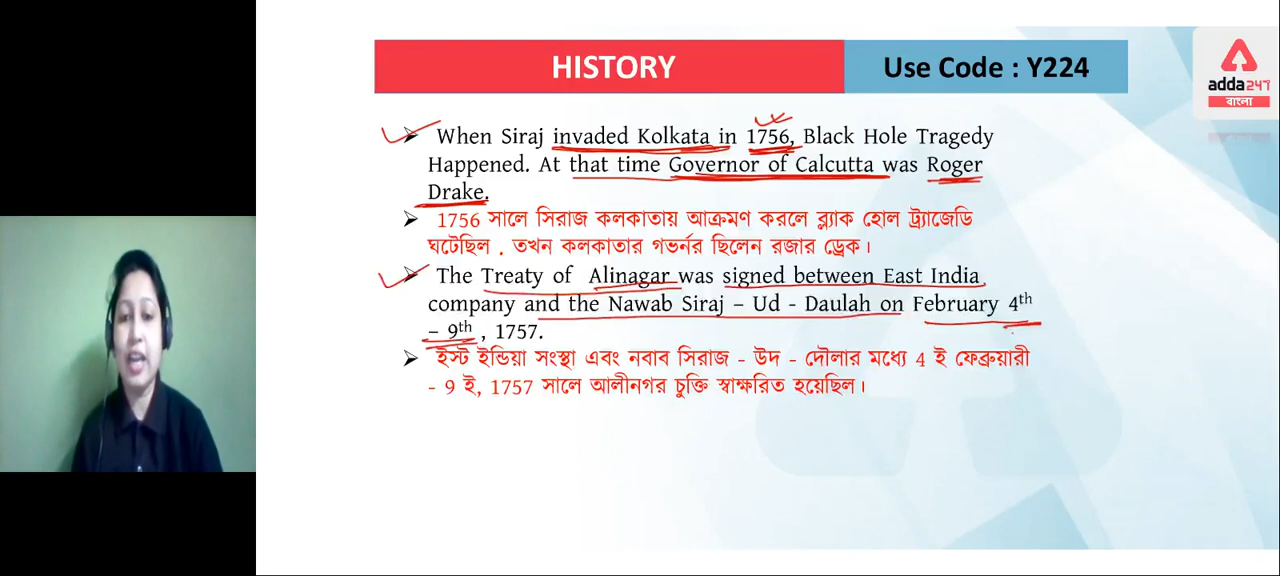 HISTORY
Use Code : Y224
adda247
বাংলা
When Siraj invaded Kolkata in 1756, Black Hole Tragedy
Happened. At that time Governor of Calcutta was Roger
Drake.
1756 সালে সিরাজ কলকাতায় আক্রমণ করলে ব্ল্যাক হোল ট্র্যাজেডি
ঘটেছিল . তখন কলকাতার গভর্নর ছিলেন রজার ড্রেক।
The Treaty of Alinagar was signed between East India
company and the Nawab Siraj – Ud - Daulah on February 4th
– 9th , 1757.
ইস্ট ইন্ডিয়া সংস্থা এবং নবাব সিরাজ - উদ - দৌলার মধ্যে 4 ই ফেব্রুয়ারী
- 9 ই, 1757 সালে আলীনগর চুক্তি স্বাক্ষরিত হয়েছিল।